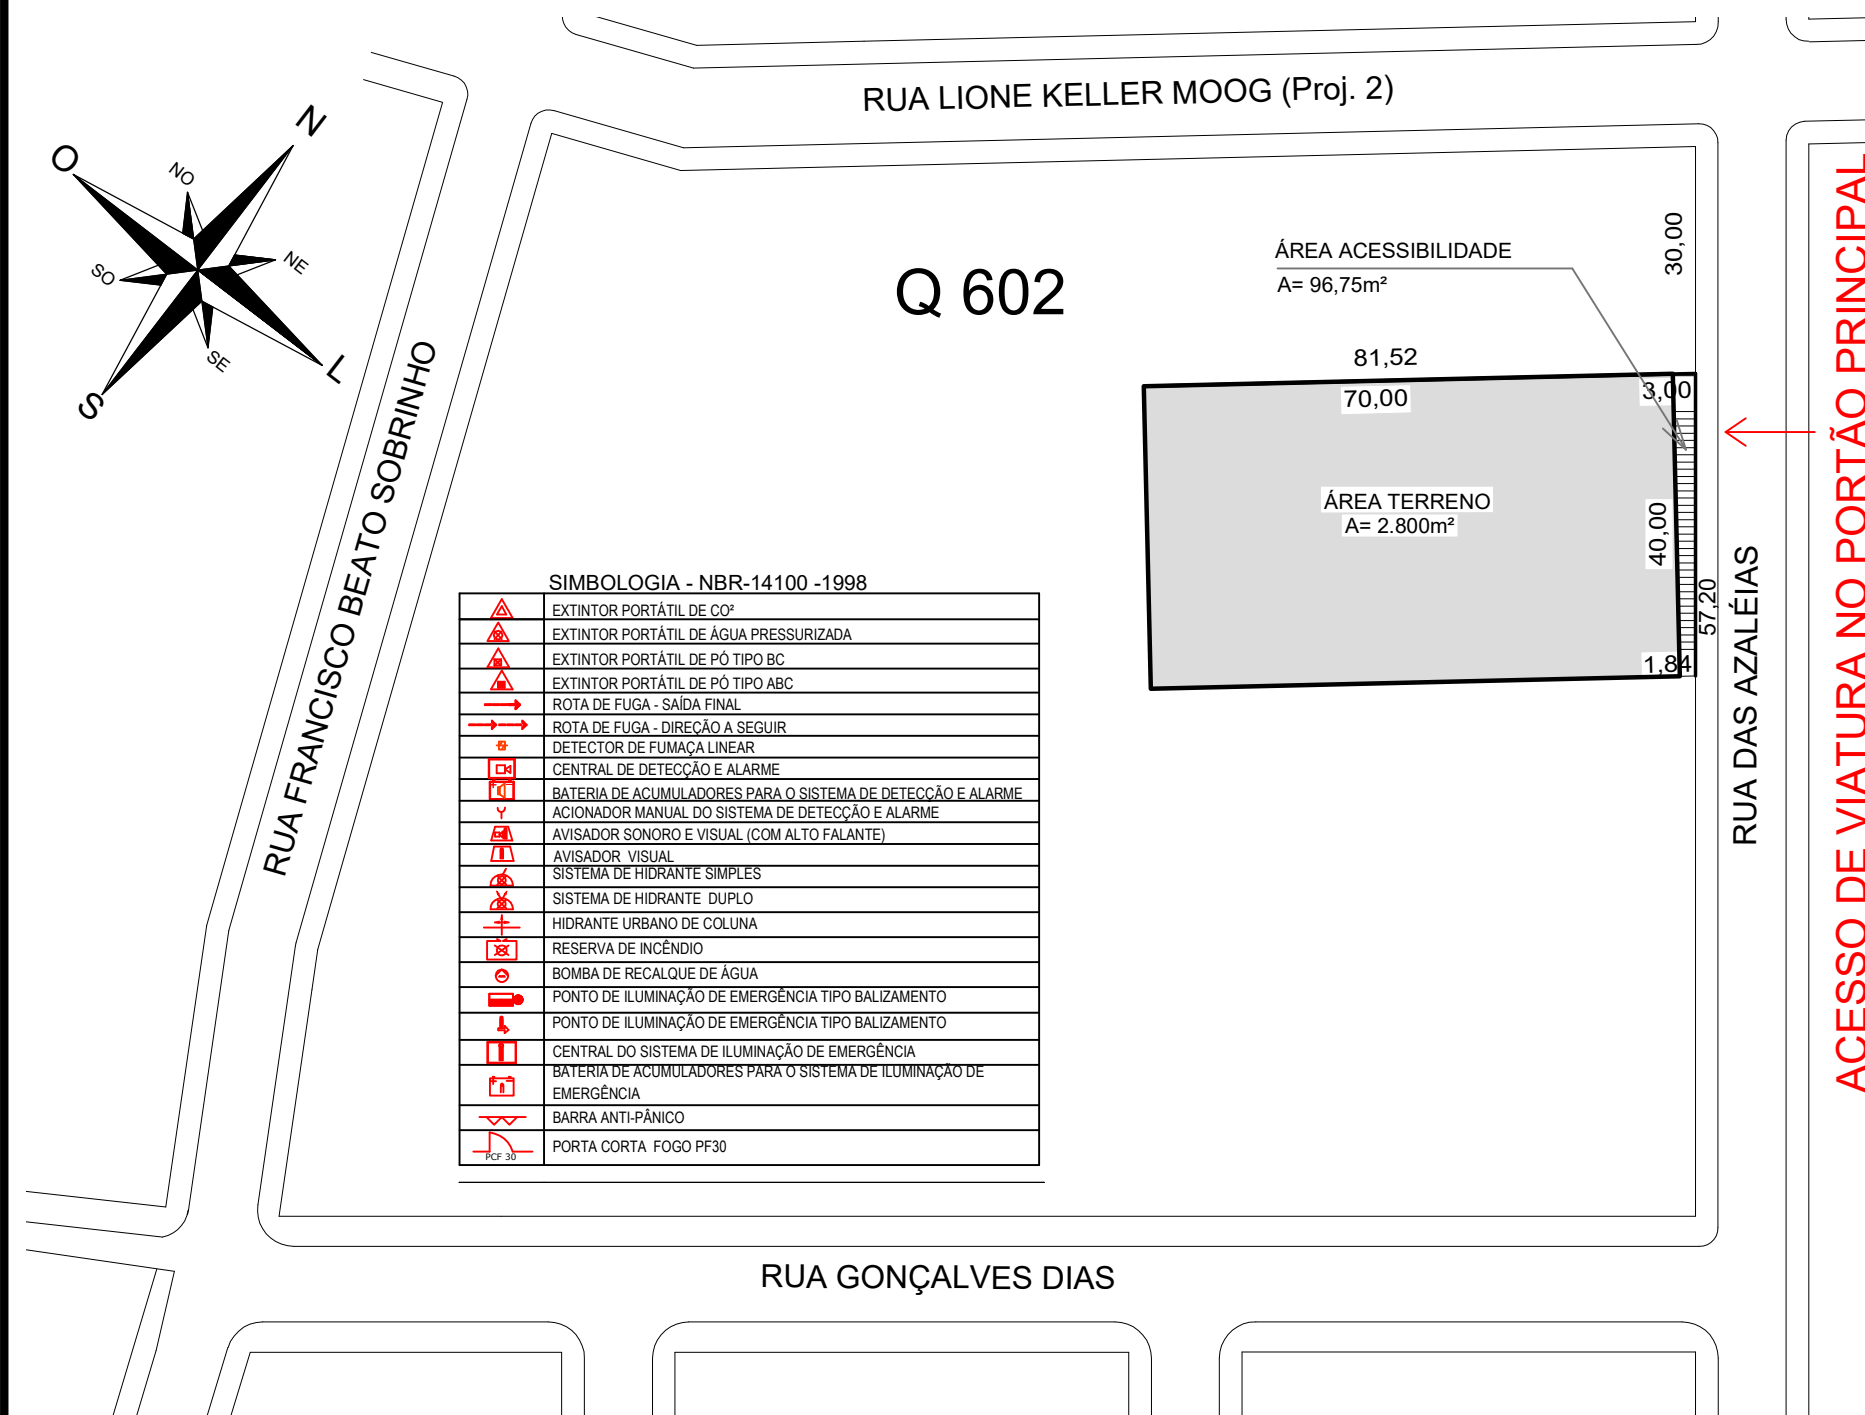 RUA LIONE KELLER MOOG (Proj. 2)
N
O
NO
NE
SO
SE
L
S
Q 602
ÁREA ACESSIBILIDADE
A= 96,75m²
30,00
81,52
70,00
3,00
ÁREA TERRENO
A= 2.800m²
40,00
57,20
1,84
RUA FRANCISCO BEATO SOBRINHO
RUA DAS AZALÉIAS
ACESSO DE VIATURA NO PORTÃO PRINCIPAL
SIMBOLOGIA - NBR-14100 -1998
EXTINTOR PORTÁTIL DE CO²
EXTINTOR PORTÁTIL DE ÁGUA PRESSURIZADA
EXTINTOR PORTÁTIL DE PÓ TIPO BC
EXTINTOR PORTÁTIL DE PÓ TIPO ABC
ROTA DE FUGA - SAÍDA FINAL
ROTA DE FUGA - DIREÇÃO A SEGUIR
DETECTOR DE FUMAÇA LINEAR
CENTRAL DE DETECÇÃO E ALARME
BATERIA DE ACUMULADORES PARA O SISTEMA DE DETECÇÃO E ALARME
ACIONADOR MANUAL DO SISTEMA DE DETECÇÃO E ALARME
AVISADOR SONORO E VISUAL (COM ALTO FALANTE)
AVISADOR VISUAL
SISTEMA DE HIDRANTE SIMPLES
SISTEMA DE HIDRANTE DUPLO
HIDRANTE URBANO DE COLUNA
RESERVA DE INCÊNDIO
BOMBA DE RECALQUE DE ÁGUA
PONTO DE ILUMINAÇÃO DE EMERGÊNCIA TIPO BALIZAMENTO
PONTO DE ILUMINAÇÃO DE EMERGÊNCIA TIPO BALIZAMENTO
CENTRAL DO SISTEMA DE ILUMINAÇÃO DE EMERGÊNCIA
BATERIA DE ACUMULADORES PARA O SISTEMA DE ILUMINAÇÃO DE
EMERGÊNCIA
BARRA ANTI-PÂNICO
PORTA CORTA FOGO PF30
PCF 30
RUA GONÇALVES DIAS